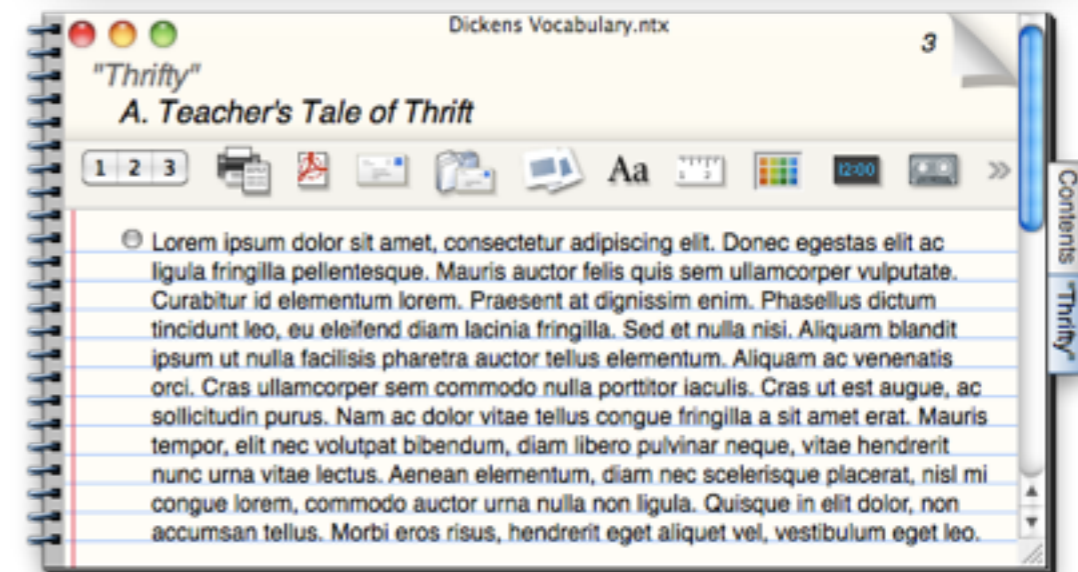 Dickens Vocabulary.ntx
3
"Thrifty"
A. Teacher's Tale of Thrift
1 2 3
Aa
1 2
12:00
Contents
"Thrifty"
Lorem ipsum dolor sit amet, consectetur adipiscing elit. Donec egestas elit ac
ligula fringilla pellentesque. Mauris auctor felis quis sem ullamcorper vulputate.
Curabitur id elementum lorem. Praesent at dignissim enim. Phasellus dictum
tincidunt leo, eu eleifend diam lacinia fringilla. Sed et nulla nisi. Aliquam blandit
ipsum ut nulla facilisis pharetra auctor tellus elementum. Aliquam ac venenatis
orci. Cras ullamcorper sem commodo nulla porttitor iaculis. Cras ut est augue, ac
sollicitudin purus. Nam ac dolor vitae tellus congue fringilla a sit amet erat. Mauris
tempor, elit nec volutpat bibendum, diam libero pulvinar neque, vitae hendrerit
nunc urna vitae lectus. Aenean elementum, diam nec scelerisque placerat, nisl mi
congue lorem, commodo auctor urna nulla non ligula. Quisque in elit dolor, non
accumsan tellus. Morbi eros risus, hendrerit eget aliquet vel, vestibulum eget leo.